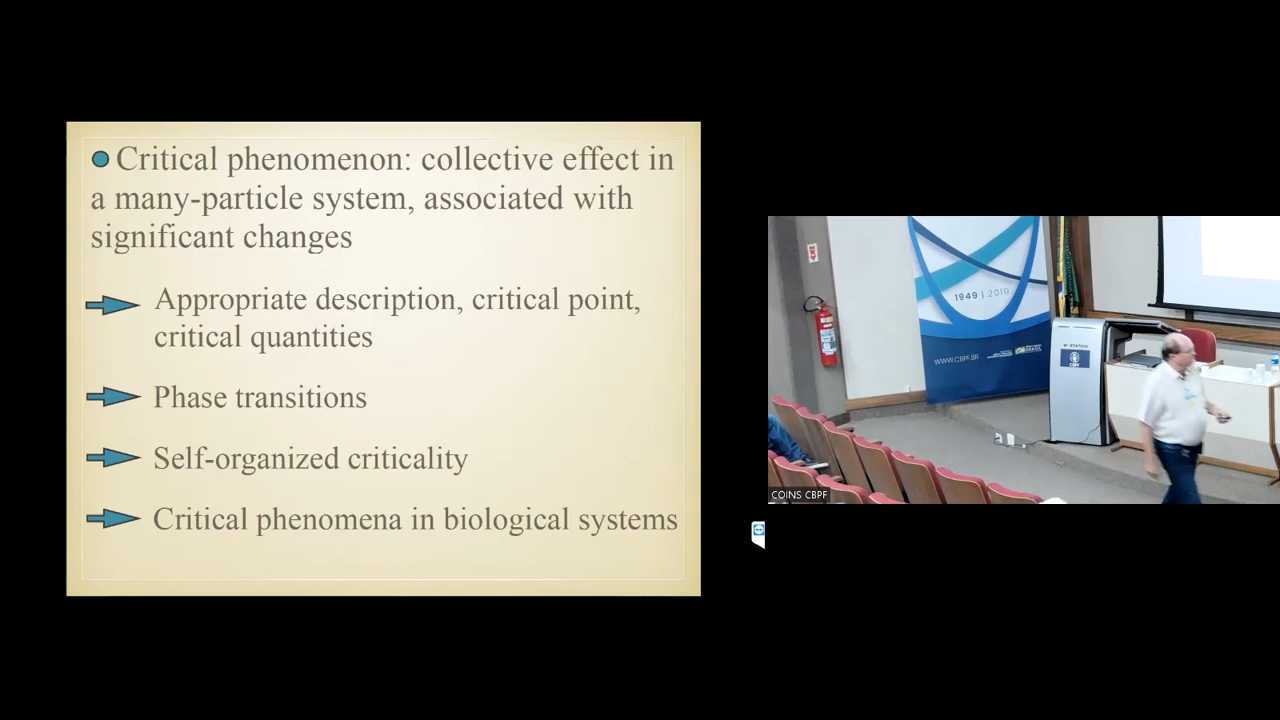 Critical phenomenon: collective effect in
a many-particle system, associated with
significant changes
Appropriate description, critical point,
critical quantities
Phase transitions
Self-organized criticality
Critical phenomena in biological systems
1949 | 2019
WWW.CBPF.BR
CBPF
COINS CBPF